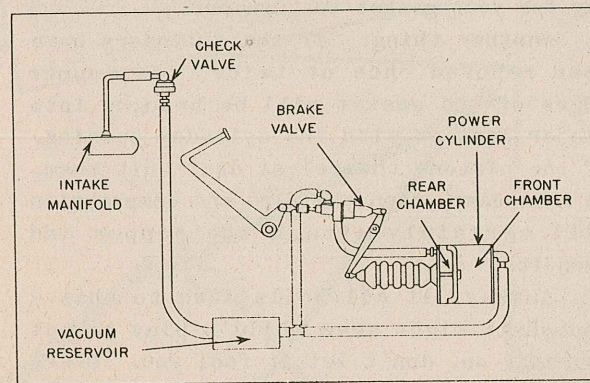 CHECK
VALVE
BRAKE
VALVE
POWER
CYLINDER
REAR
CHAMBER
FRONT
CHAMBER
INTAKE
MANIFOLD
VACUUM
RESERVOIR